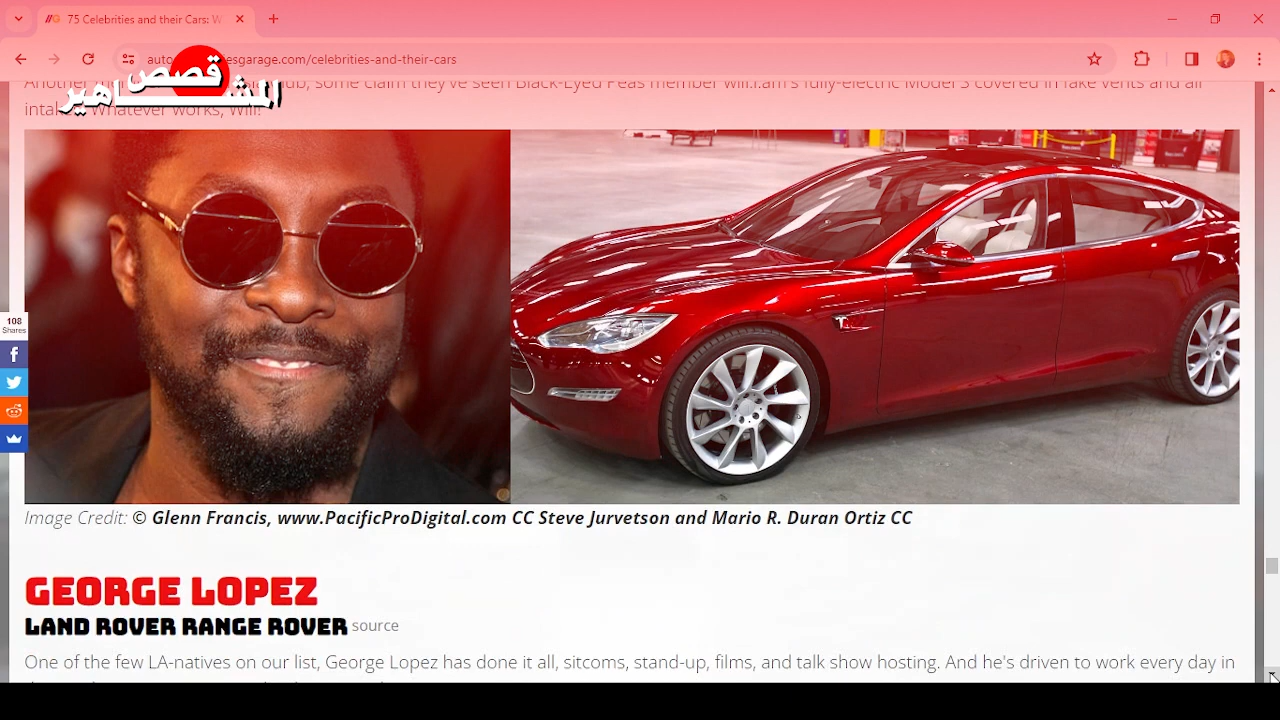 75 Celebrities and their Cars: W
auto
esgarage.com/celebrities-and-their-cars
قصص
المشاهير
some claim they've seen Black-Eyed Peas member will.i.am's fully-electric Model S covered in fake vents and all
Whatever works, Will!
108
Shares
Image Credit: © Glenn Francis, www.PacificProDigital.com CC Steve Jurvetson and Mario R. Duran Ortiz CC
GEORGE LOPEZ
LAND ROVER RANGE ROVER source
One of the few LA-natives on our list, George Lopez has done it all, sitcoms, stand-up, films, and talk show hosting. And he's driven to work every day in